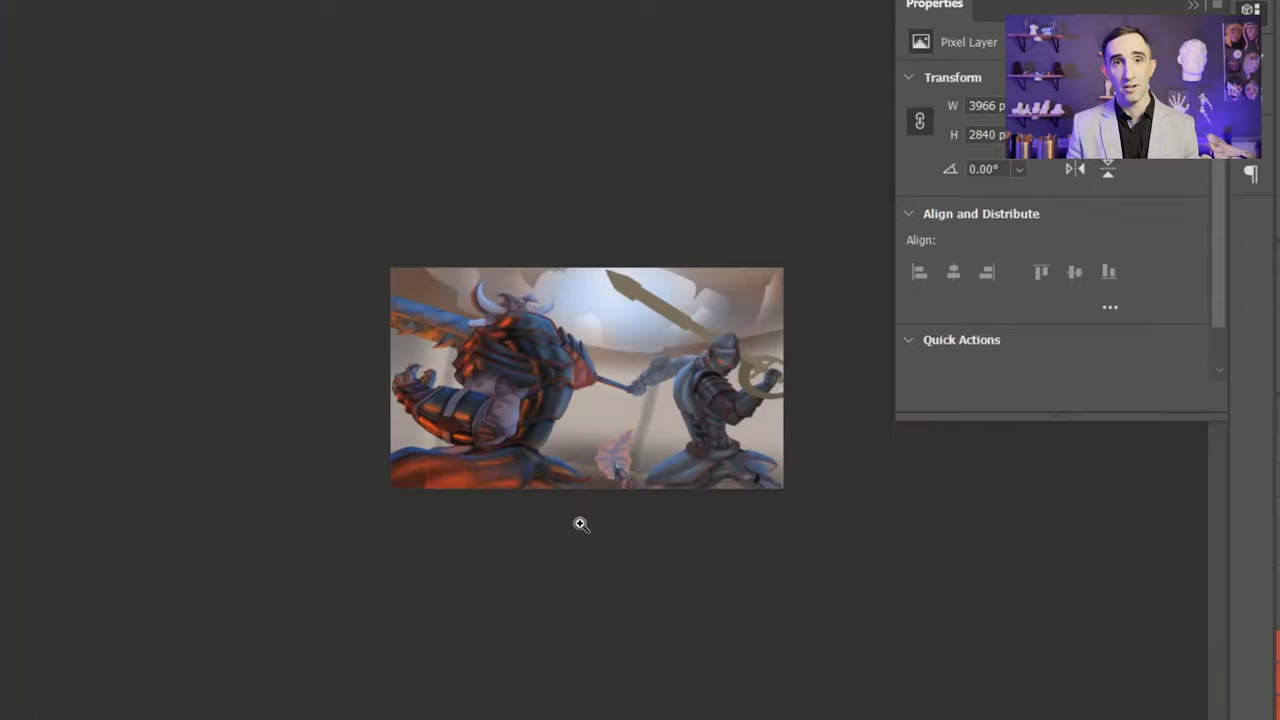 Properties
Pixel Layer
Transform
W 3966 p
H 2840 p
0.00°
Align and Distribute
Align:
Quick Actions